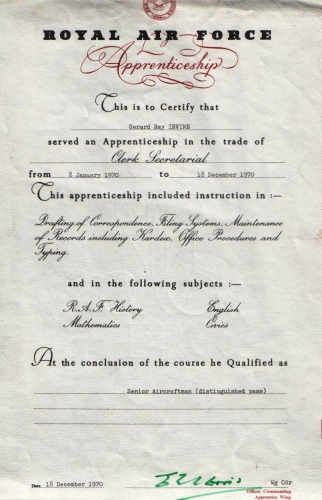 ROYAL AIR FORCE
Apprenticeship
This is to Certify that
Gerard Ray IRVINE
served an Apprenticeship in the trade of
Clerk Secretarial
from 8 January 1970 to 18 December 1970
This apprenticeship included instruction in :—
Drafting of Correspondence, Filing Systems, Maintenance
of Records including Kardex, Office Procedures and
Typing.
and in the following subjects :—
R.A.F. History English
Mathematics Civics
At the conclusion of the course he Qualified as
Senior Aircraftman (distinguished pass)
Date 18 December 1970 Wg Cdr
Officer Commanding
Apprentice Wing